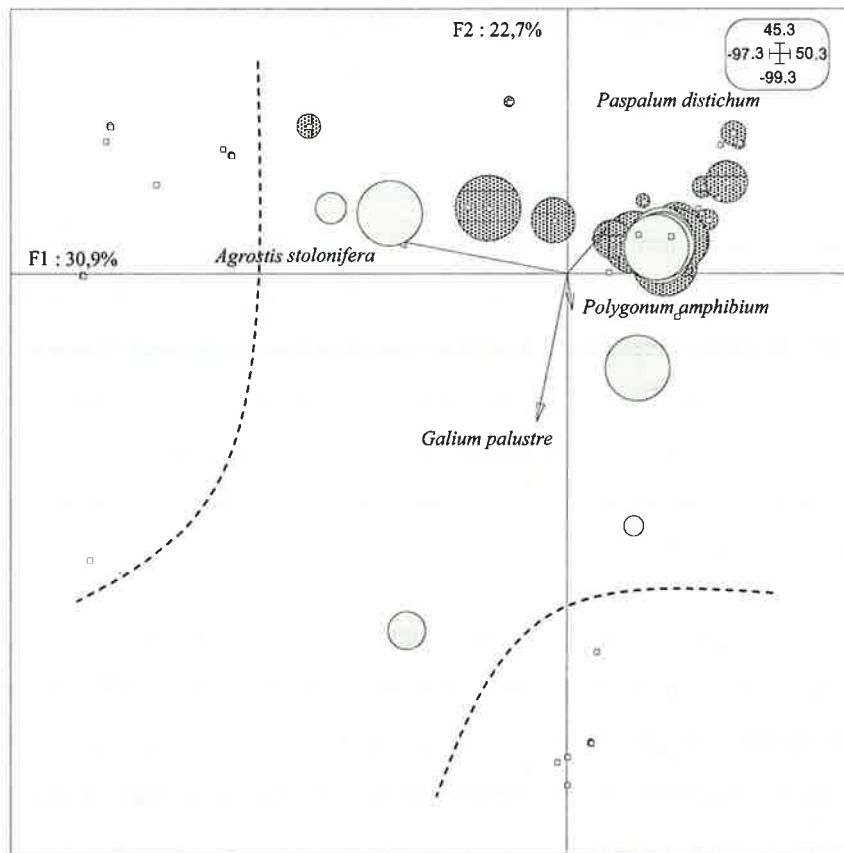 F2 : 22,7%
45.3
-97.3 50.3
-99.3
Paspalum distichum
Agrostis stolonifera
F1 : 30,9%
Polygonum amphibium
Galium palustre